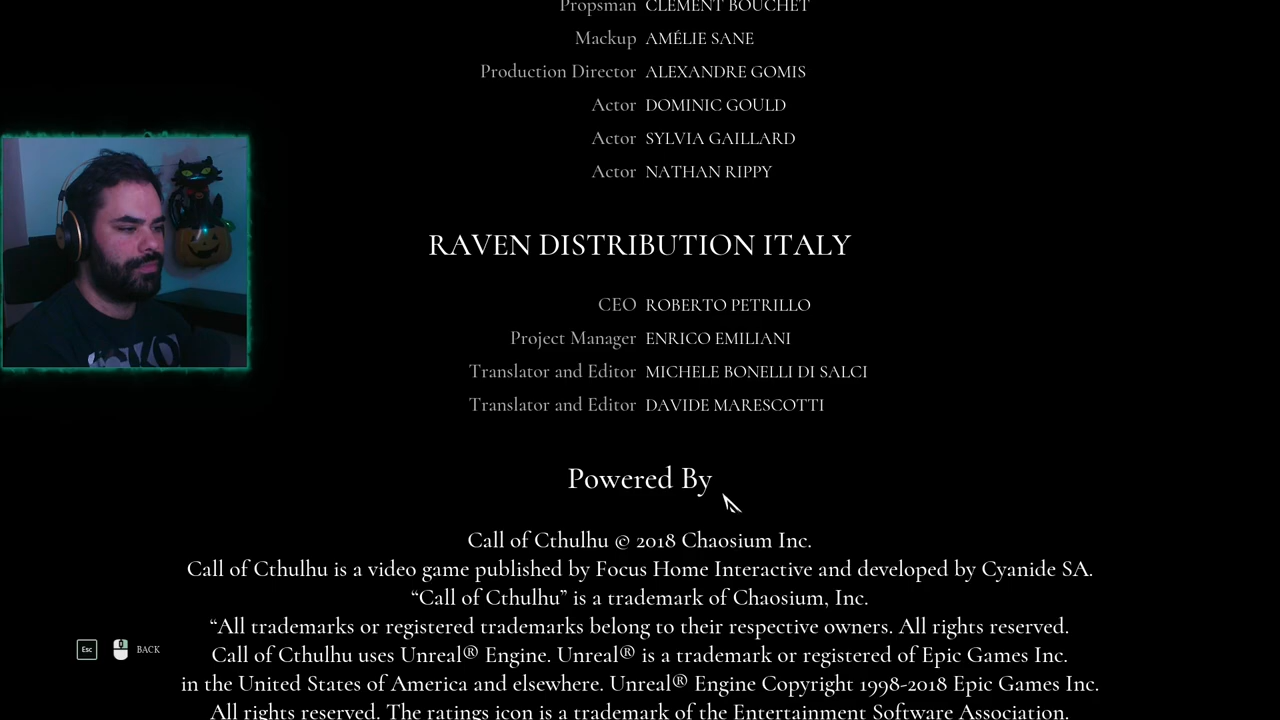 Propsman CLÉMENT BOUCHET
Mackup AMÉLIE SANE
Production Director ALEXANDRE GOMIS
Actor DOMINIC GOULD
Actor SYLVIA GAILLARD
Actor NATHAN RIPPY
RAVEN DISTRIBUTION ITALY
CEO ROBERTO PETRILLO
Project Manager ENRICO EMILIANI
Translator and Editor MICHELE BONELLI DI SALCI
Translator and Editor DAVIDE MARESCOTTI
Powered By
Call of Cthulhu © 2018 Chaosium Inc.
Call of Cthulhu is a video game published by Focus Home Interactive and developed by Cyanide SA.
“Call of Cthulhu” is a trademark of Chaosium, Inc.
“All trademarks or registered trademarks belong to their respective owners. All rights reserved.
Esc BACK
Call of Cthulhu uses Unreal® Engine. Unreal® is a trademark or registered of Epic Games Inc.
in the United States of America and elsewhere. Unreal® Engine Copyright 1998-2018 Epic Games Inc.
All rights reserved. The ratings icon is a trademark of the Entertainment Software Association.